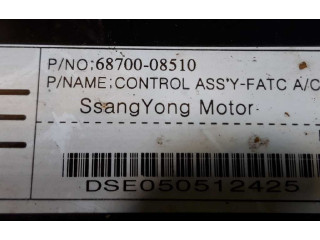 P/NO:68700-08510
P/NAME:CONTROL ASS'Y-FATC A/C
SsangYong Motor
DSE050512425